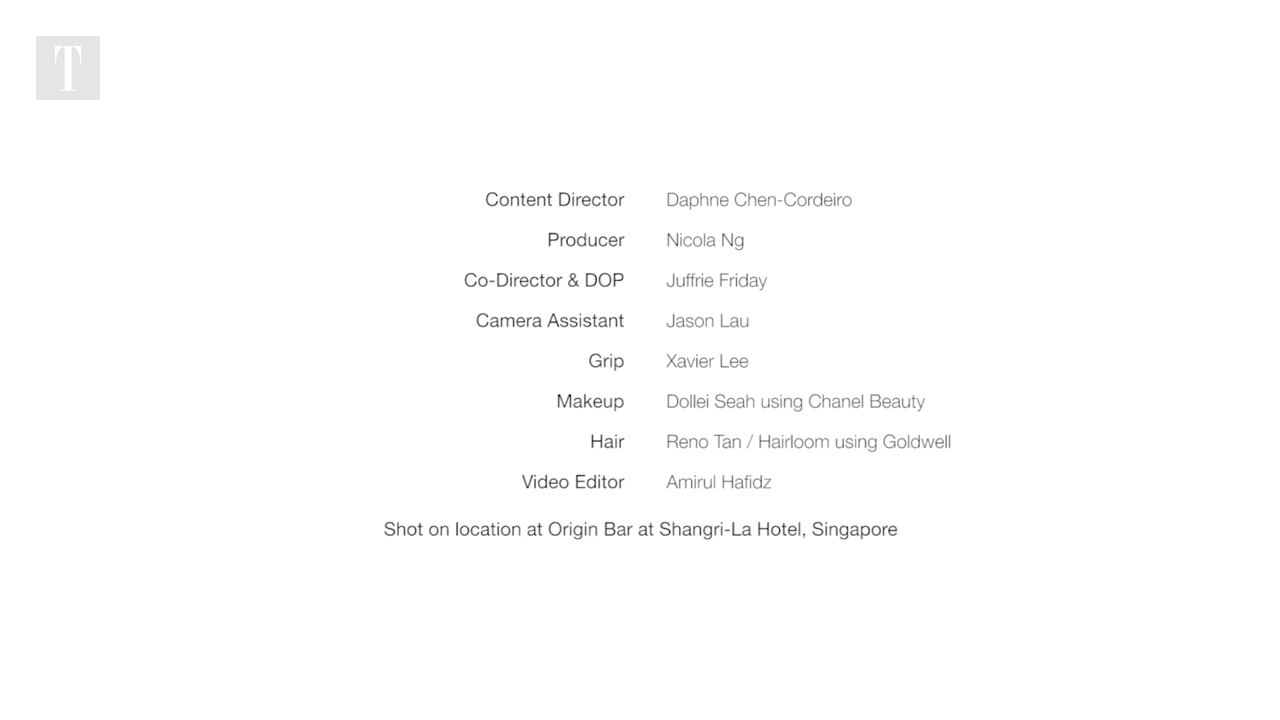 T
Content Director Daphne Chen-Cordeiro
Producer Nicola Ng
Co-Director & DOP Juffrie Friday
Camera Assistant Jason Lau
Grip Xavier Lee
Makeup Dollei Seah using Chanel Beauty
Hair Reno Tan / Hairloom using Goldwell
Video Editor Amirul Hafidz
Shot on location at Origin Bar at Shangri-La Hotel, Singapore